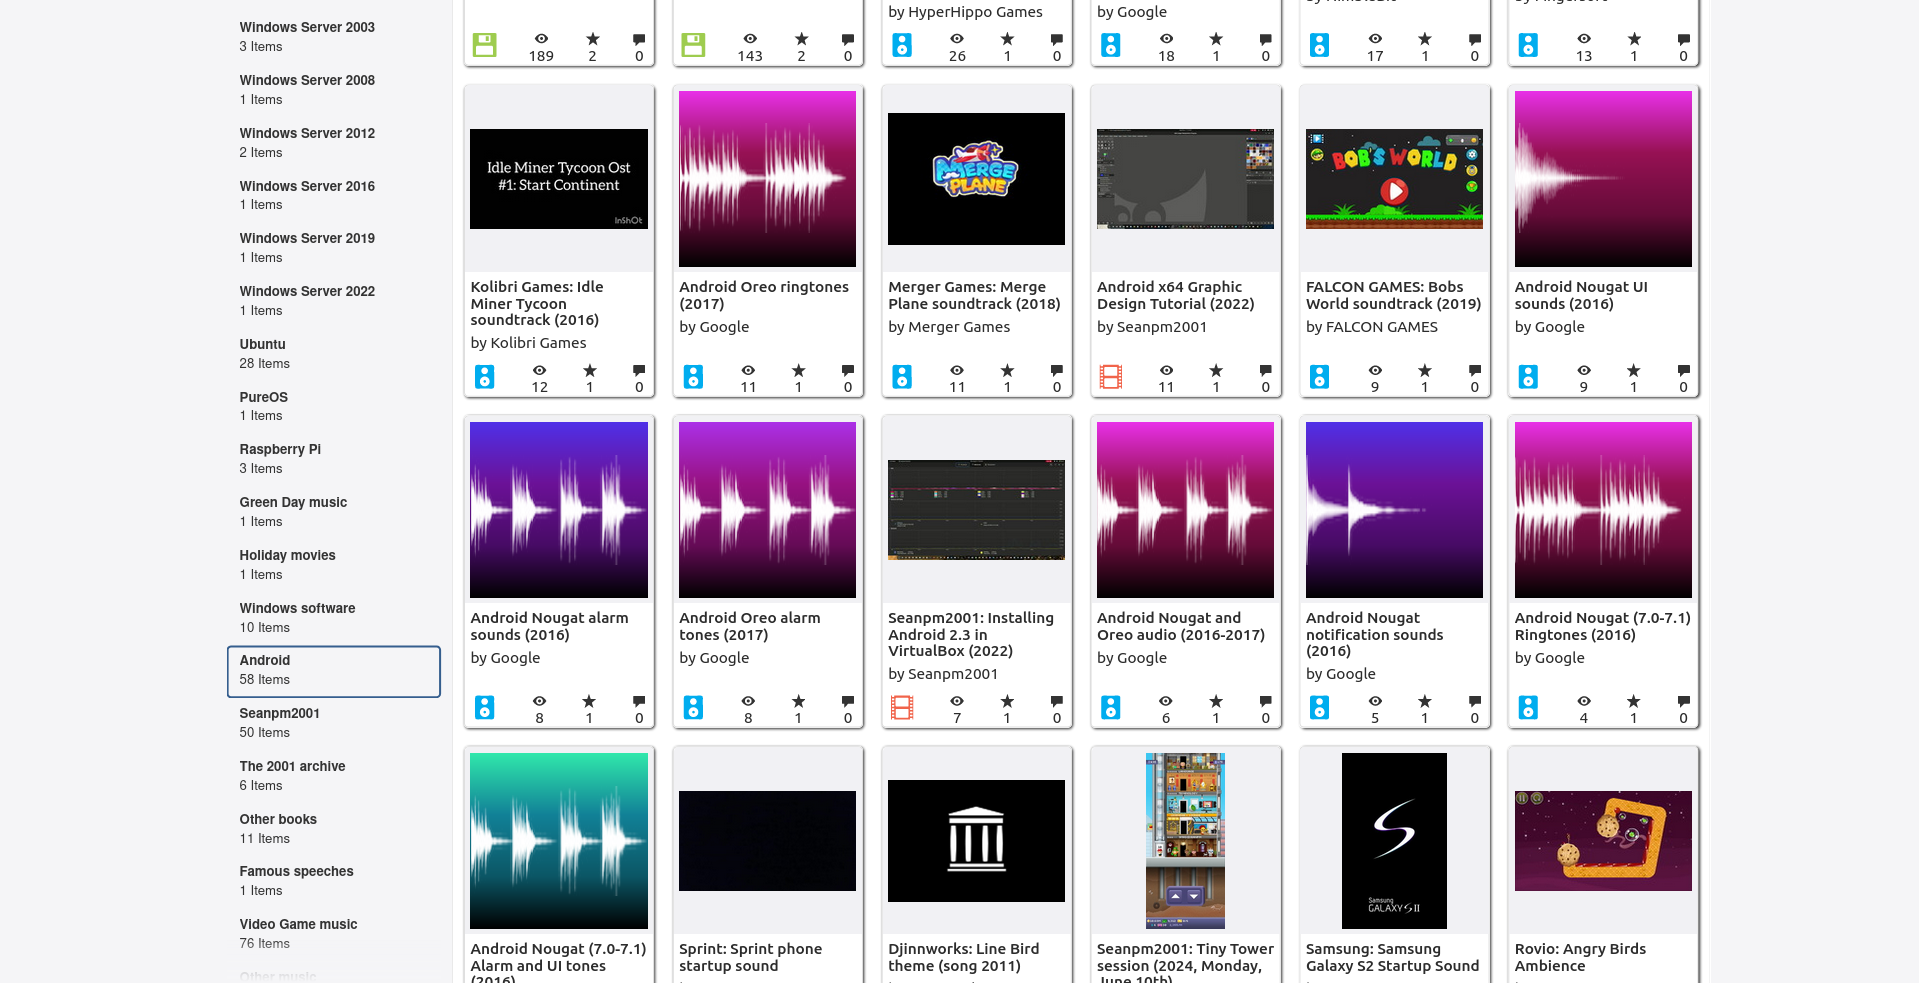 Windows Server 2003
3 Items
Windows Server 2008
1 Items
Windows Server 2012
2 Items
Windows Server 2016
1 Items
Windows Server 2019
1 Items
Windows Server 2022
1 Items
Ubuntu
28 Items
PureOS
1 Items
Raspberry Pi
3 Items
Green Day music
1 Items
Holiday movies
1 Items
Windows software
10 Items
Android
58 Items
Seanpm2001
50 Items
The 2001 archive
6 Items
Other books
11 Items
Famous speeches
1 Items
Video Game music
76 Items
Other music
189 2 0
143 2 0
by HyperHippo Games
26 1 0
by Google
18 1 0
17 1 0
13 1 0
Idle Miner Tycoon Ost
#1: Start Continent
InShOt
Kolibri Games: Idle
Miner Tycoon
soundtrack (2016)
by Kolibri Games
12 1 0
Android Oreo ringtones
(2017)
by Google
11 1 0
MERGE
PLANE
Merger Games: Merge
Plane soundtrack (2018)
by Merger Games
11 1 0
Android x64 Graphic
Design Tutorial (2022)
by Seanpm2001
11 1 0
BOB'S WORLD
FALCON GAMES: Bobs
World soundtrack (2019)
by FALCON GAMES
9 1 0
Android Nougat UI
sounds (2016)
by Google
9 1 0
Android Nougat alarm
sounds (2016)
by Google
8 1 0
Android Oreo alarm
tones (2017)
by Google
8 1 0
Seanpm2001: Installing
Android 2.3 in
VirtualBox (2022)
by Seanpm2001
7 1 0
Android Nougat and
Oreo audio (2016-2017)
by Google
6 1 0
Android Nougat
notification sounds
(2016)
by Google
5 1 0
Android Nougat (7.0-7.1)
Ringtones (2016)
by Google
4 1 0
Android Nougat (7.0-7.1)
Alarm and UI tones
(2016)
Sprint: Sprint phone
startup sound
Djinnworks: Line Bird
theme (song 2011)
Seanpm2001: Tiny Tower
session (2024, Monday,
June 10th)
Samsung
GALAXY S II
Samsung: Samsung
Galaxy S2 Startup Sound
Rovio: Angry Birds
Ambience